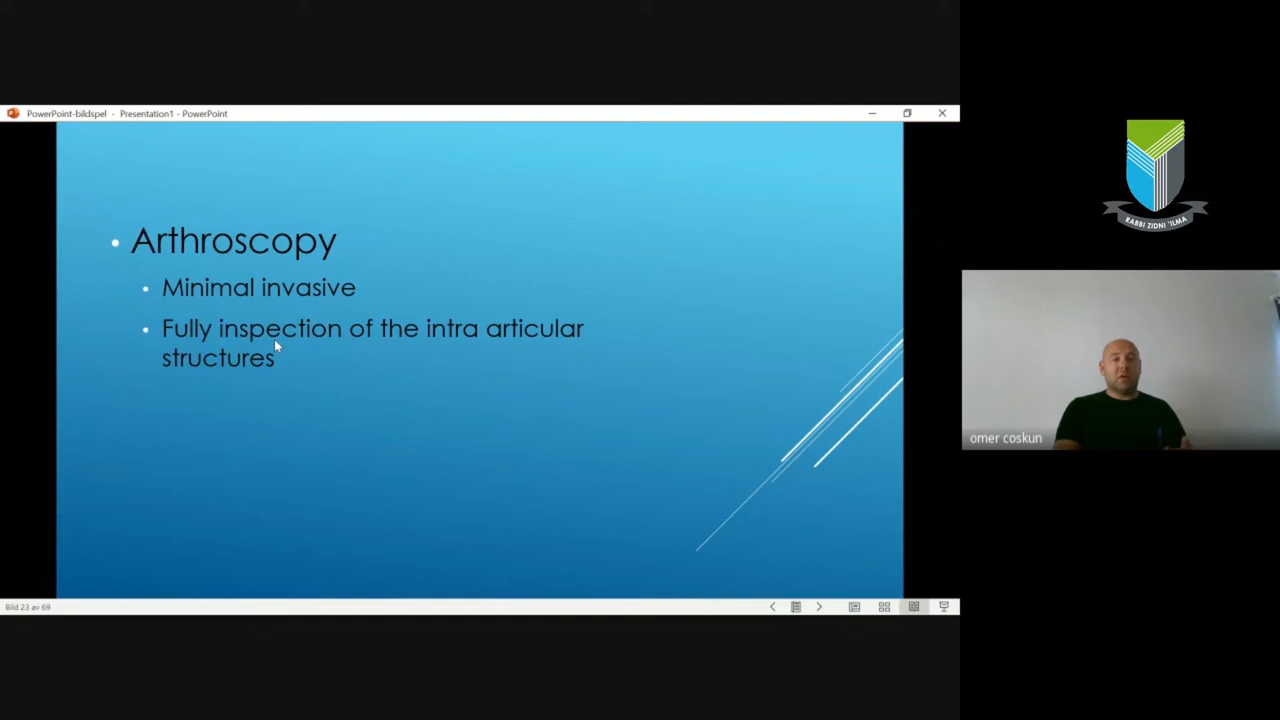 PowerPoint-bildspel - Presentation1 - PowerPoint
• Arthroscopy
• Minimal invasive
• Fully inspection of the intra articular
structures
Bild 23 av 69
RABBI ZIDNI 'ILMA
omer coskun